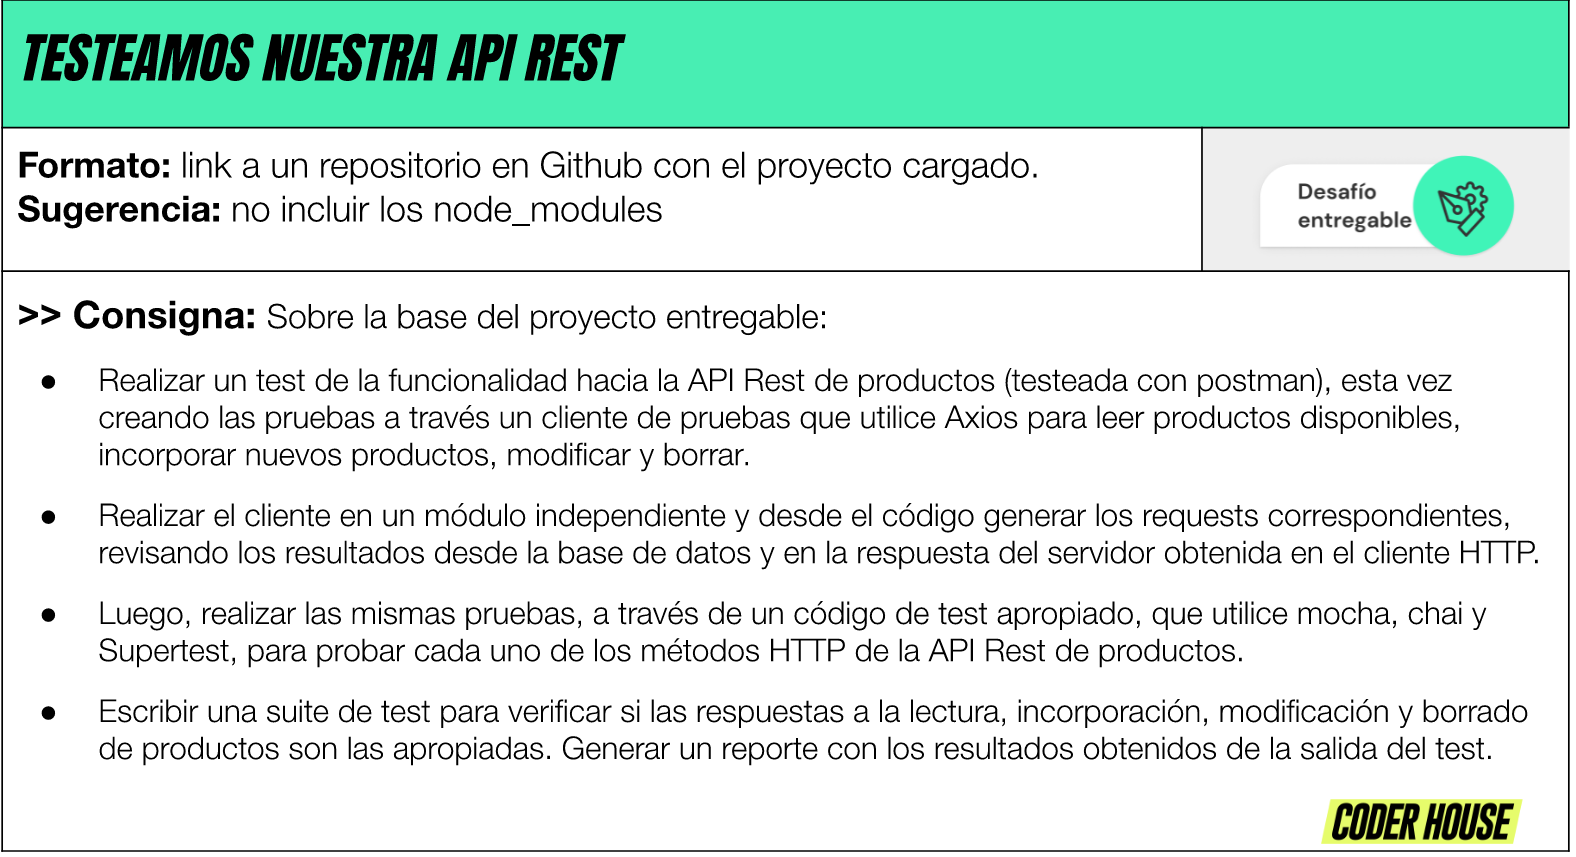 TESTEAMOS NUESTRA API REST
Formato: link a un repositorio en Github con el proyecto cargado.
Sugerencia: no incluir los node_modules
Desafío
entregable
>> Consigna: Sobre la base del proyecto entregable:
● Realizar un test de la funcionalidad hacia la API Rest de productos (testeada con postman), esta vez
creando las pruebas a través un cliente de pruebas que utilice Axios para leer productos disponibles,
incorporar nuevos productos, modificar y borrar.
● Realizar el cliente en un módulo independiente y desde el código generar los requests correspondientes,
revisando los resultados desde la base de datos y en la respuesta del servidor obtenida en el cliente HTTP.
● Luego, realizar las mismas pruebas, a través de un código de test apropiado, que utilice mocha, chai y
Supertest, para probar cada uno de los métodos HTTP de la API Rest de productos.
● Escribir una suite de test para verificar si las respuestas a la lectura, incorporación, modificación y borrado
de productos son las apropiadas. Generar un reporte con los resultados obtenidos de la salida del test.
CODER HOUSE